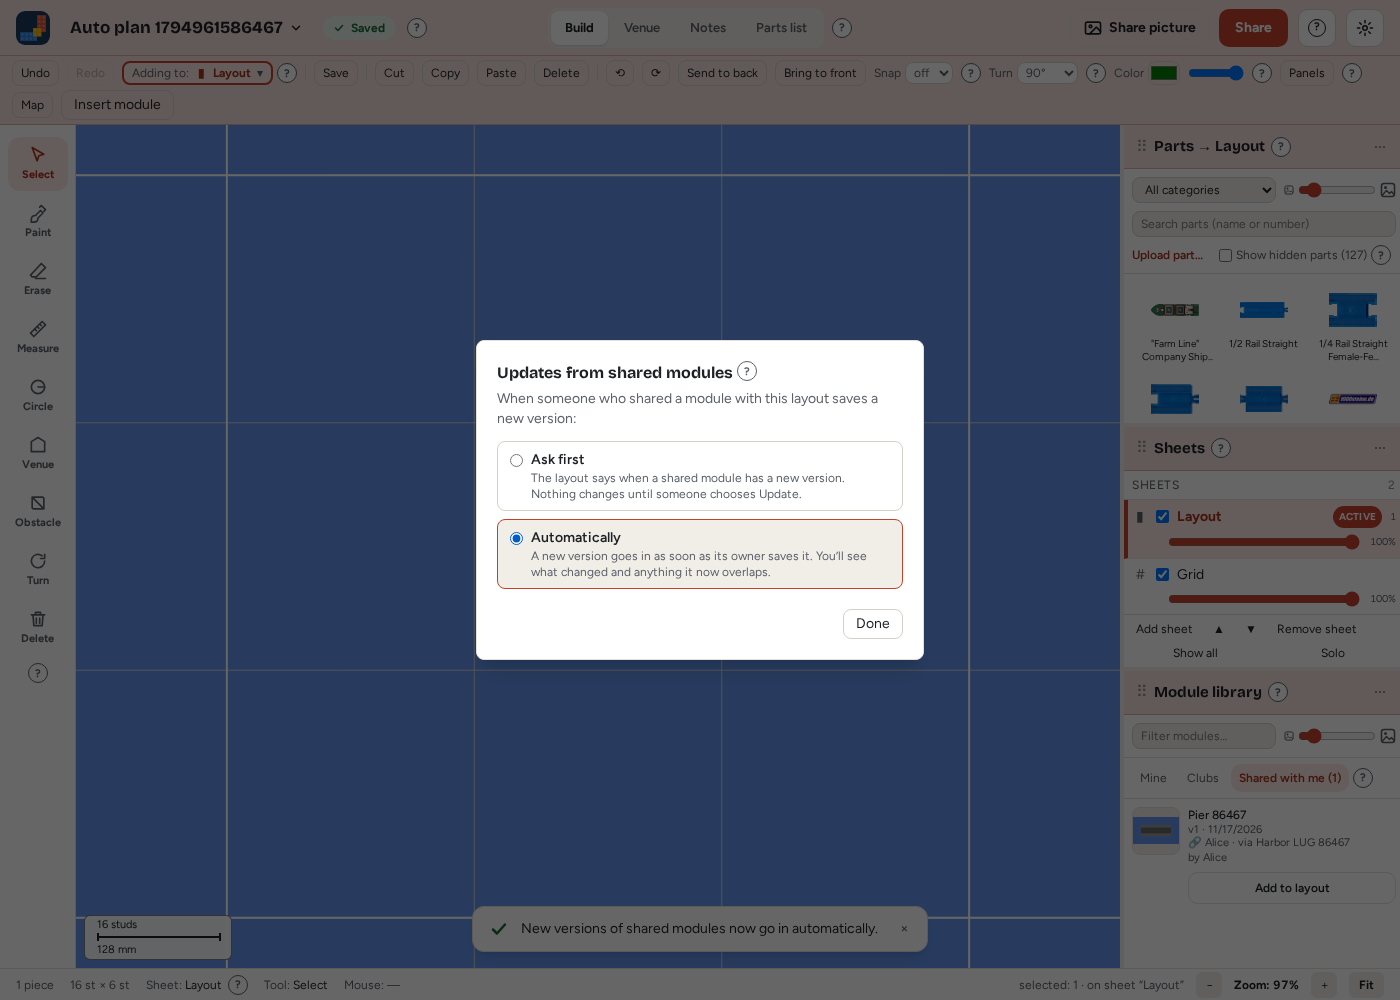 Auto plan 1794961586467
Saved
?
Build
Venue
Notes
Parts list
?
Share picture
Share
?
Undo
Redo
Adding to: Layout
?
Save
Cut
Copy
Paste
Delete
Send to back
Bring to front
Snap off
?
Turn 90°
?
Color
?
Panels
?
Map
Insert module
Select
Paint
Erase
Measure
Circle
Venue
Obstacle
Turn
Delete
?
Updates from shared modules ?
When someone who shared a module with this layout saves a
new version:
Ask first
The layout says when a shared module has a new version.
Nothing changes until someone chooses Update.
Automatically
A new version goes in as soon as its owner saves it. You'll see
what changed and anything it now overlaps.
Done
New versions of shared modules now go in automatically. ×
16 studs
128 mm
Parts → Layout ?
All categories
Search parts (name or number)
Upload part...
Show hidden parts (127) ?
"Farm Line"
Company Ship...
1/2 Rail Straight
1/4 Rail Straight
Female-Fe...
Sheets ?
SHEETS 2
Layout ACTIVE 1
100%
# Grid
100%
Add sheet ▲ ▼ Remove sheet
Show all Solo
Module library ?
Filter modules...
Mine
Clubs
Shared with me (1)
?
Pier 86467
v1 · 11/17/2026
Alice · via Harbor LUG 86467
by Alice
Add to layout
1 piece
16 st × 6 st
Sheet: Layout ?
Tool: Select
Mouse: —
selected: 1 · on sheet "Layout"
−
Zoom: 97%
+
Fit